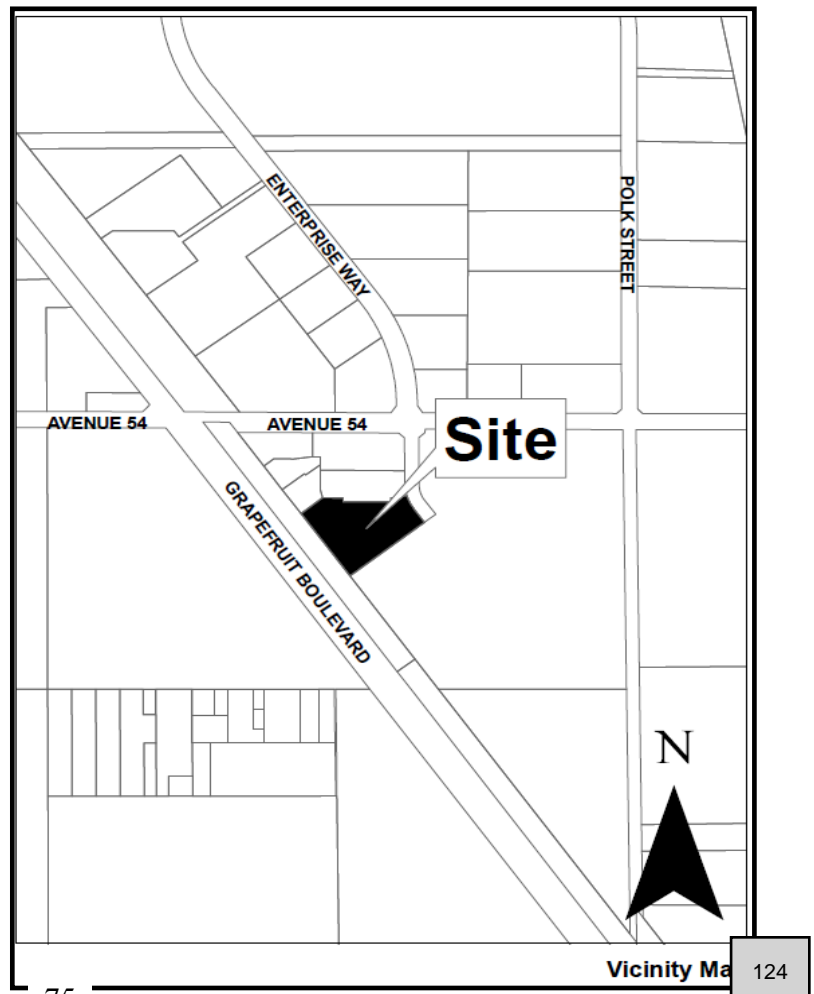 ENTERPRISE WAY
POLK STREET
AVENUE 54
AVENUE 54
Site
GRAPEFRUIT BOULEVARD
N
Vicinity Ma
124